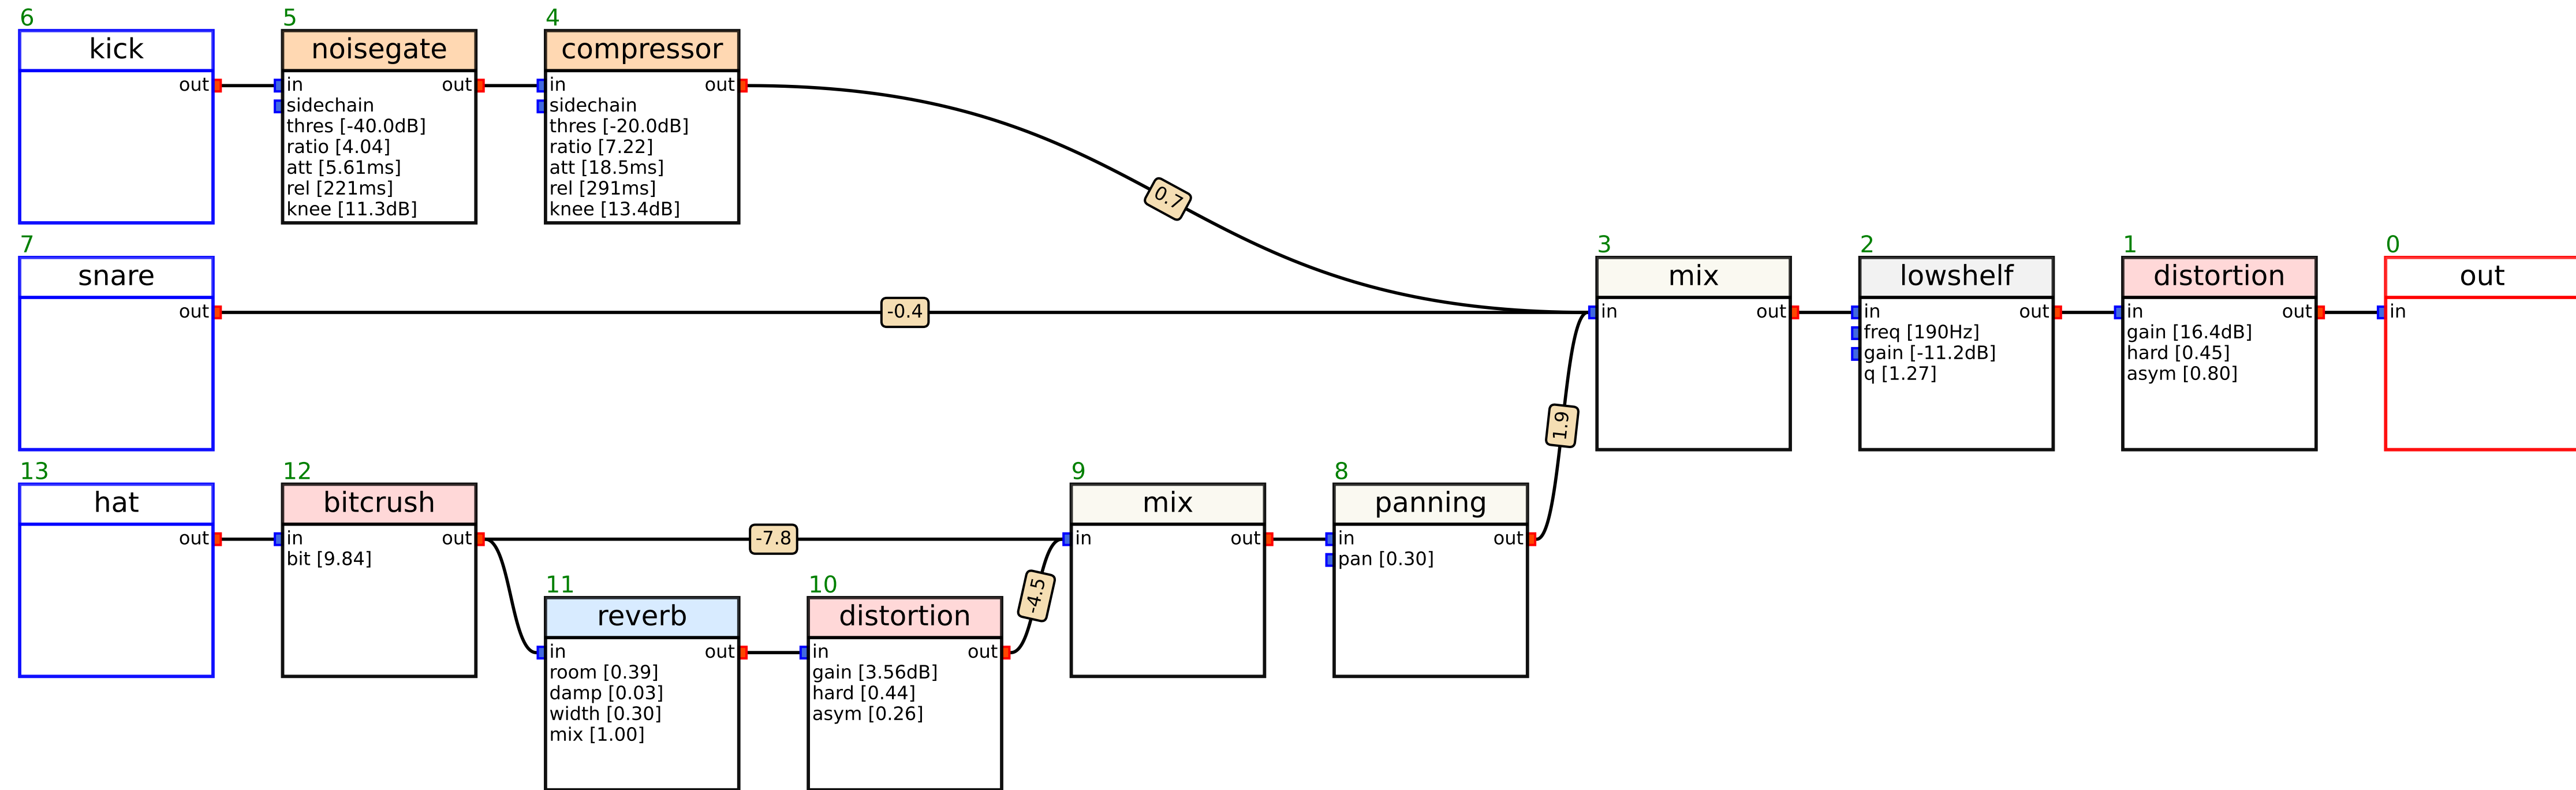 6
kick
out
5
noisegate
in out
sidechain
thres [-40.0dB]
ratio [4.04]
att [5.61ms]
rel [221ms]
knee [11.3dB]
4
compressor
in out
sidechain
thres [-20.0dB]
ratio [7.22]
att [18.5ms]
rel [291ms]
knee [13.4dB]
0.7
7
snare
out
-0.4
3
mix
in out
2
lowshelf
in out
freq [190Hz]
gain [-11.2dB]
q [1.27]
1
distortion
in out
gain [16.4dB]
hard [0.45]
asym [0.80]
0
out
in
1.9
13
hat
out
12
bitcrush
in out
bit [9.84]
-7.8
9
mix
in out
8
panning
in out
pan [0.30]
11
reverb
in out
room [0.39]
damp [0.03]
width [0.30]
mix [1.00]
10
distortion
in out
gain [3.56dB]
hard [0.44]
asym [0.26]
-4.5